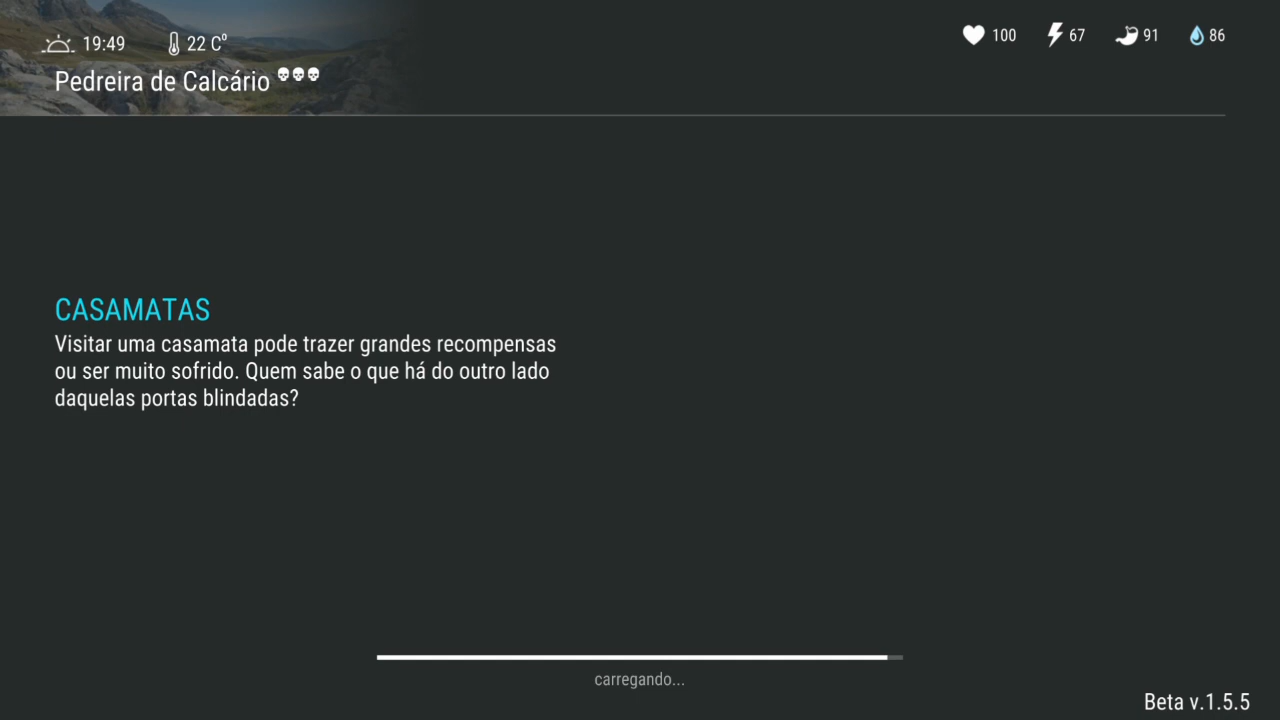 19:49 22 Cº 100 67 91 86
Pedreira de Calcário
CASAMATAS
Visitar uma casamata pode trazer grandes recompensas
ou ser muito sofrido. Quem sabe o que há do outro lado
daquelas portas blindadas?
carregando...
Beta v.1.5.5